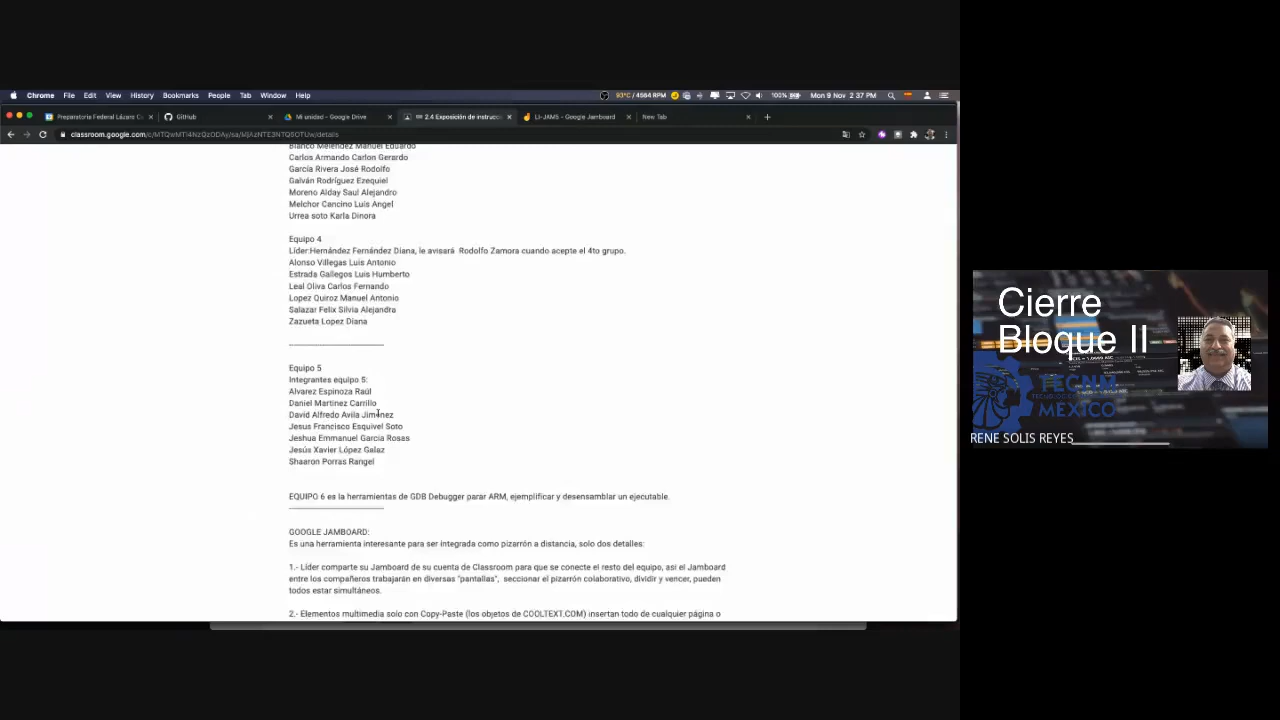 Chrome File Edit View History Bookmarks People Tab Window Help
93°C / 4564 RPM 100% Mon 9 Nov 2:37 PM
Preparatoria Federal Lázaro C
GitHub
Mi unidad - Google Drive
2.4 Exposición de instrucc
LI-JAMS - Google Jamboard
New Tab
Blanco Meléndez Manuel Eduardo
Carlos Armando Carlon Gerardo
García Rivera José Rodolfo
Galván Rodríguez Ezequiel
Moreno Alday Saul Alejandro
Melchor Cancino Luis Angel
Urrea soto Karla Dinora
Equipo 4
Líder:Hernández Fernández Diana, le avisará Rodolfo Zamora cuando acepte el 4to grupo.
Alonso Villegas Luis Antonio
Estrada Gallegos Luis Humberto
Leal Oliva Carlos Fernando
Lopez Quiroz Manuel Antonio
Salazar Felix Silvia Alejandra
Zazueta Lopez Diana
----------------------------------
Equipo 5
Integrantes equipo 5:
Alvarez Espinoza Raúl
Daniel Martinez Carrillo
David Alfredo Avila Jiménez
Jesus Francisco Esquivel Soto
Jeshua Emmanuel Garcia Rosas
Jesús Xavier López Galaz
Shaaron Porras Rangel
EQUIPO 6 es la herramientas de GDB Debugger parar ARM, ejemplificar y desensamblar un ejecutable.
----------------------------------
GOOGLE JAMBOARD:
Es una herramienta interesante para ser integrada como pizarrón a distancia, solo dos detalles:
1.- Líder comparte su Jamboard de su cuenta de Classroom para que se conecte el resto del equipo, asi el Jamboard
entre los compañeros trabajarán en diversas "pantallas", seccionar el pizarrón colaborativo, dividir y vencer, pueden
todos estar simultáneos.
2.- Elementos multimedia solo con Copy-Paste (los objetos de COOLTEXT.COM) insertan todo de cualquier página o
Cierre
Bloque II
TECNM
MÉXICO
RENE SOLIS REYES